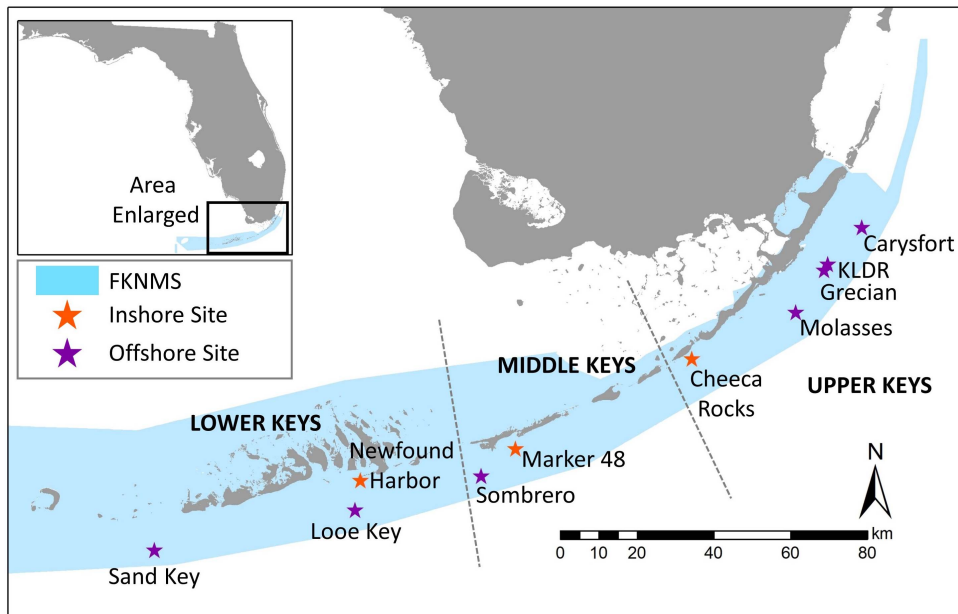 Area
Enlarged
FKNMS
Inshore Site
Offshore Site
Carysfort
KLDR
Grecian
Molasses
MIDDLE KEYS
Cheeca
Rocks
UPPER KEYS
LOWER KEYS
Newfound
Harbor
Marker 48
Sombrero
Looe Key
Sand Key
N
km
0 5 10 20 40 60 80